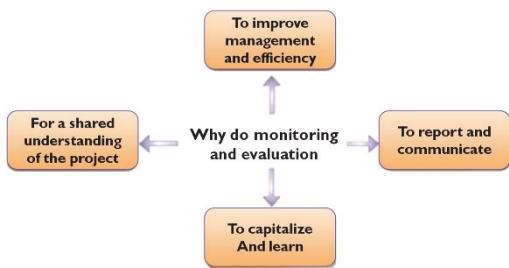 To improve
management
and efficiency
For a shared
understanding
of the project
Why do monitoring
and evaluation
To report and
communicate
To capitalize
And learn